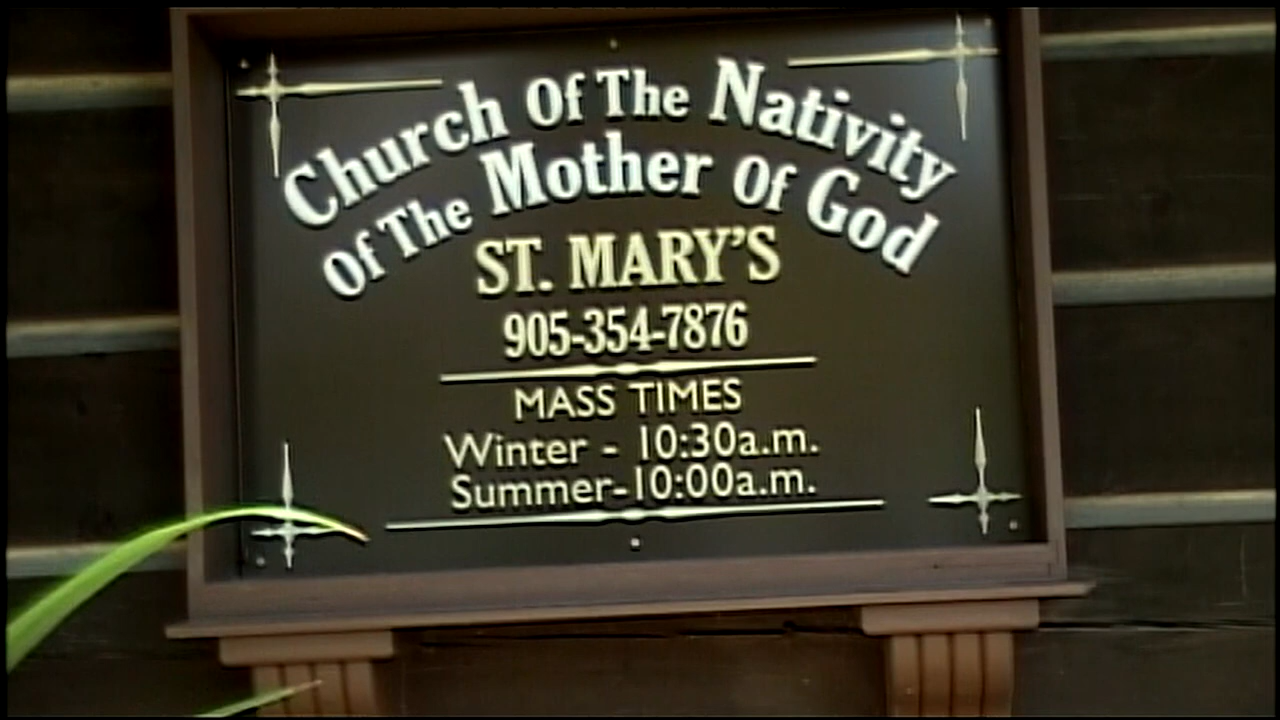 Church Of The Nativity
Of The Mother Of God
ST. MARY'S
905-354-7876
MASS TIMES
Winter - 10:30a.m.
Summer-10:00a.m.